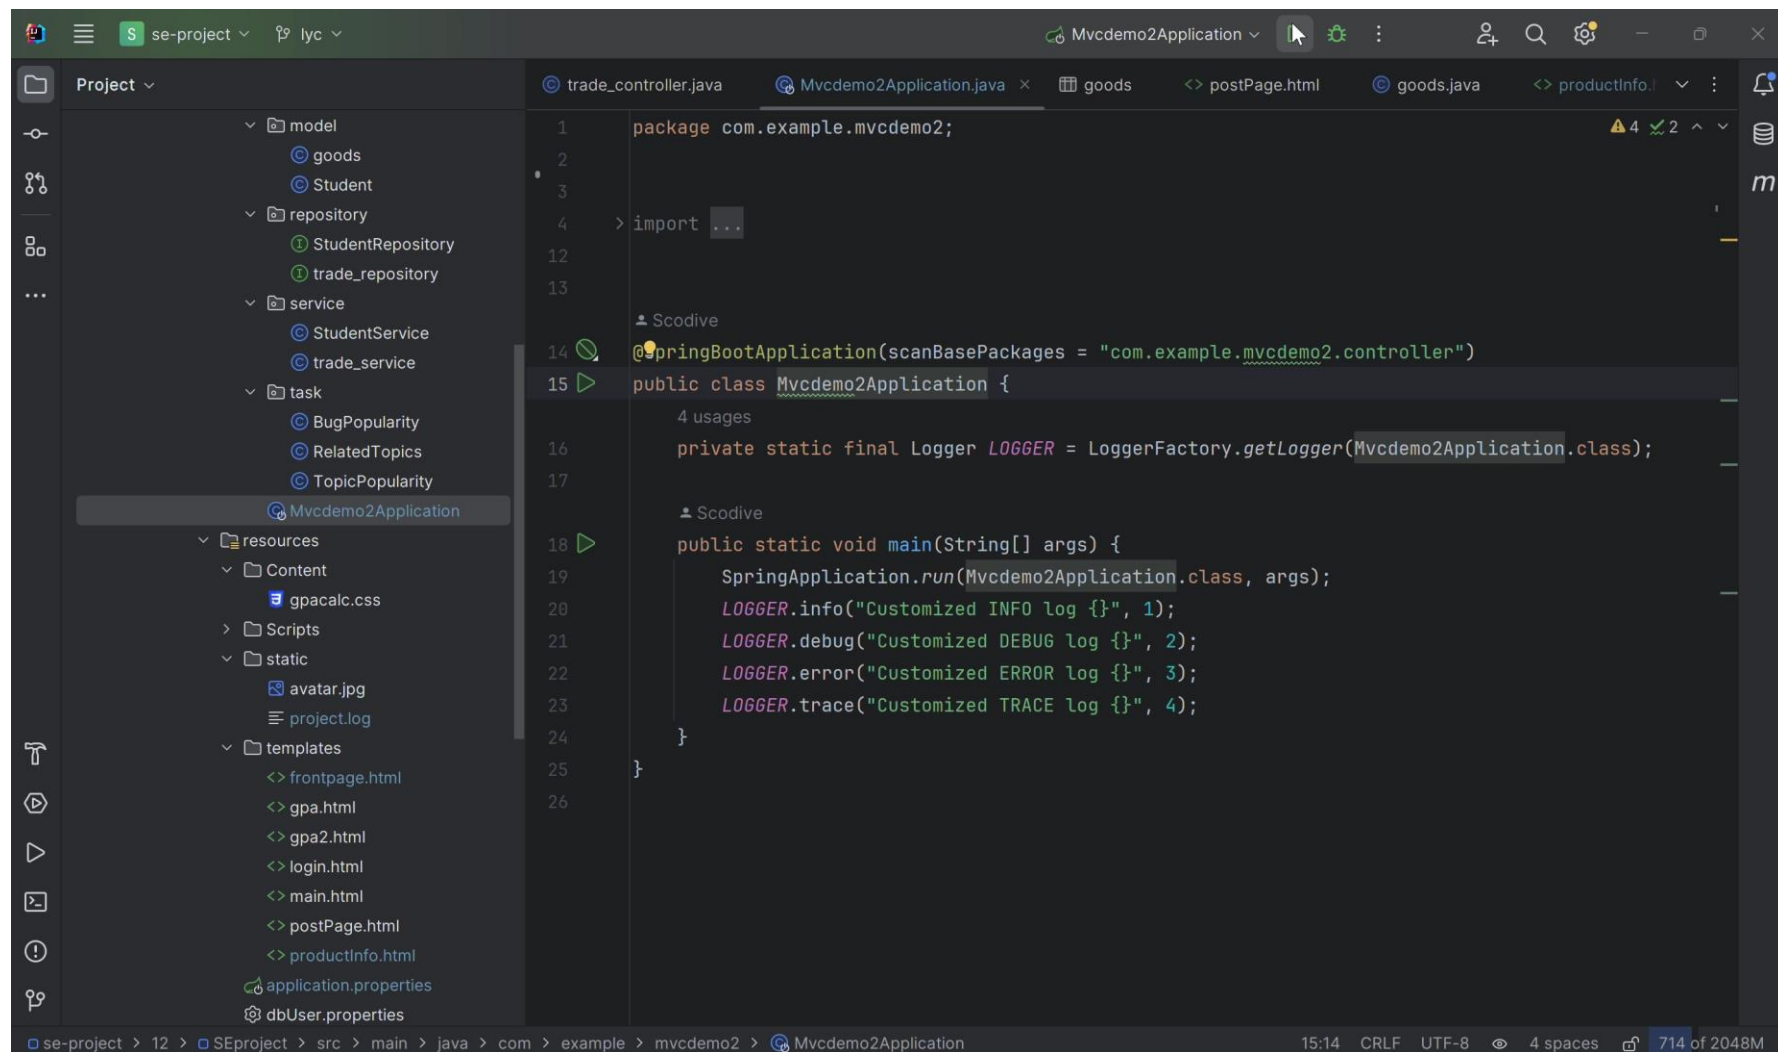 S se-project lyc Mvcdemo2Application
Project
trade_controller.java Mvcdemo2Application.java goods postPage.html goods.java productInfo.
model
goods
Student
repository
StudentRepository
trade_repository
service
StudentService
trade_service
task
BugPopularity
RelatedTopics
TopicPopularity
Mvcdemo2Application
resources
Content
gpacalc.css
Scripts
static
avatar.jpg
project.log
templates
frontpage.html
gpa.html
gpa2.html
login.html
main.html
postPage.html
productInfo.html
application.properties
dbUser.properties
1 package com.example.mvcdemo2; 4 2
2
3
4 import ...
12
13
Scodive
14 @SpringBootApplication(scanBasePackages = "com.example.mvcdemo2.controller")
15 public class Mvcdemo2Application {
4 usages
16 private static final Logger LOGGER = LoggerFactory.getLogger(Mvcdemo2Application.class);
17
Scodive
18 public static void main(String[] args) {
19 SpringApplication.run(Mvcdemo2Application.class, args);
20 LOGGER.info("Customized INFO log {}", 1);
21 LOGGER.debug("Customized DEBUG log {}", 2);
22 LOGGER.error("Customized ERROR log {}", 3);
23 LOGGER.trace("Customized TRACE log {}", 4);
24 }
25 }
26
m
se-project > 12 > SEproject > src > main > java > com > example > mvcdemo2 > Mvcdemo2Application 15:14 CRLF UTF-8 4 spaces 714 of 2048M